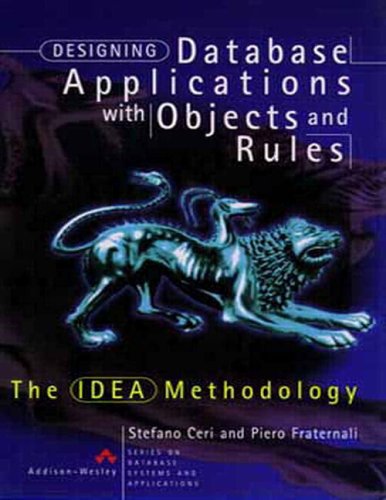 DESIGNING Database
Applications
with Objects and
Rules
The IDEA Methodology
Stefano Ceri and Piero Fraternali
Addison-Wesley
SERIES ON
DATABASE
SYSTEMS AND
APPLICATIONS